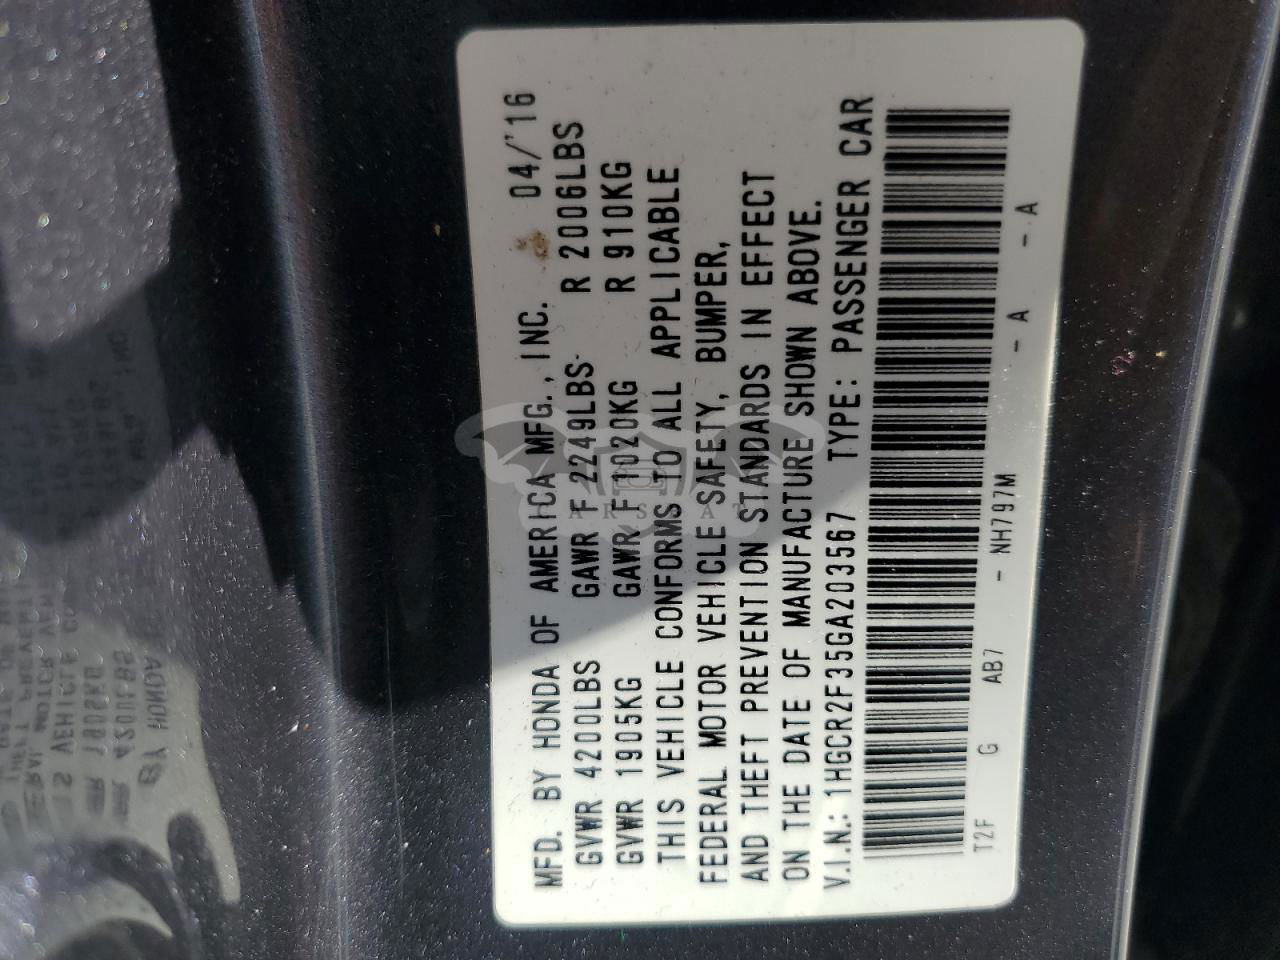 MFD. BY HONDA OF AMERICA MFG., INC. 04/'16
GVWR 4200LBS GAWR F 2249LBS R 2006LBS
GVWR 1905KG GAWR F 1020KG R 910KG
THIS VEHICLE CONFORMS TO ALL APPLICABLE
FEDERAL MOTOR VEHICLE SAFETY, BUMPER,
AND THEFT PREVENTION STANDARDS IN EFFECT
ON THE DATE OF MANUFACTURE SHOWN ABOVE.
V.I.N.: 1HGCR2F35GA203567 TYPE: PASSENGER CAR
T2F G AB7 - NH797M - A - A
CARSCAT